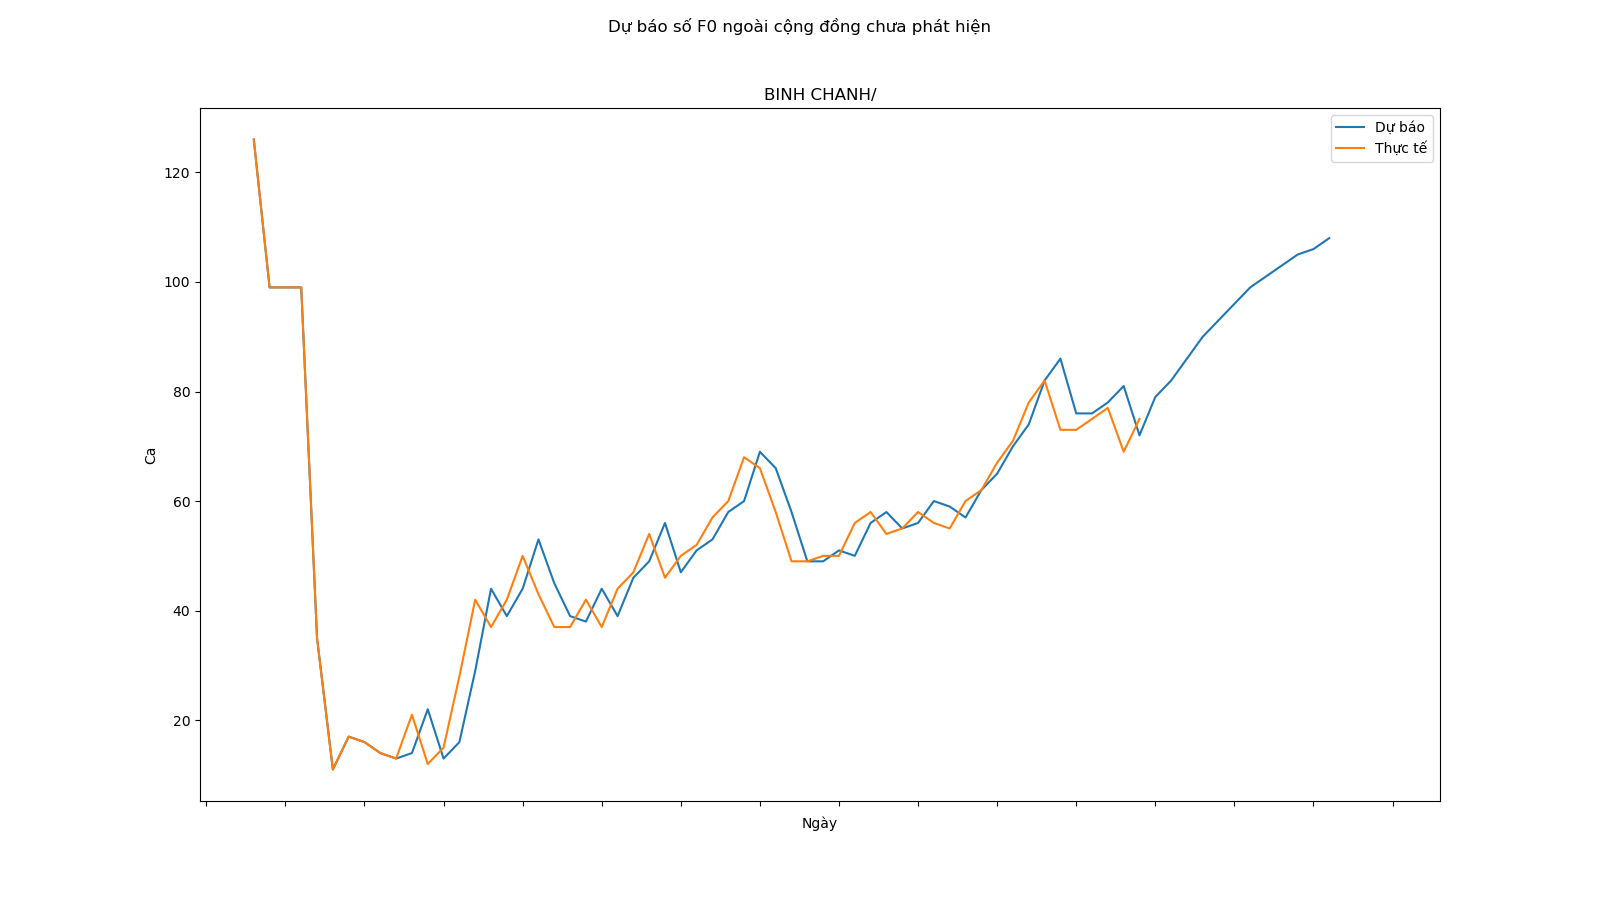 Dự báo số F0 ngoài cộng đồng chưa phát hiện
BINH CHANH/
Dự báo
Thực tế
120
100
80
60
40
20
Ca
Ngày